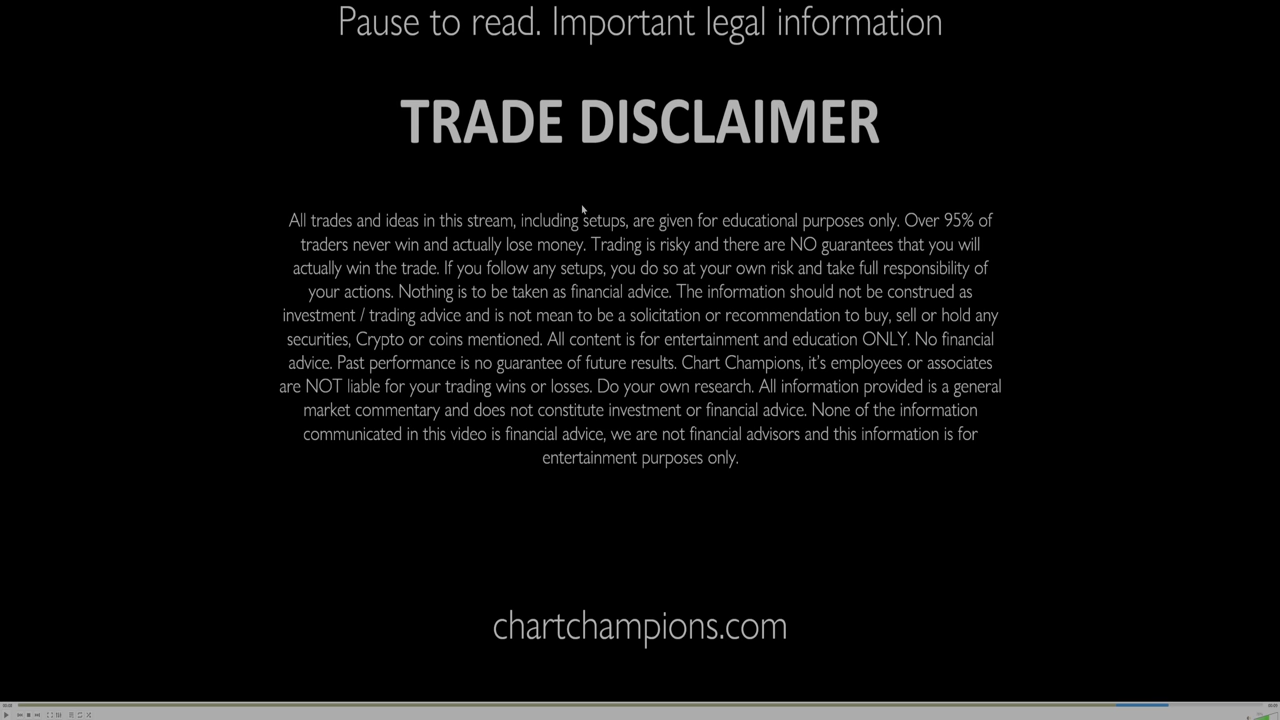 Pause to read. Important legal information
TRADE DISCLAIMER
All trades and ideas in this stream, including setups, are given for educational purposes only. Over 95% of
traders never win and actually lose money. Trading is risky and there are NO guarantees that you will
actually win the trade. If you follow any setups, you do so at your own risk and take full responsibility of
your actions. Nothing is to be taken as financial advice. The information should not be construed as
investment / trading advice and is not mean to be a solicitation or recommendation to buy, sell or hold any
securities, Crypto or coins mentioned. All content is for entertainment and education ONLY. No financial
advice. Past performance is no guarantee of future results. Chart Champions, it's employees or associates
are NOT liable for your trading wins or losses. Do your own research. All information provided is a general
market commentary and does not constitute investment or financial advice. None of the information
communicated in this video is financial advice, we are not financial advisors and this information is for
entertainment purposes only.
chartchampions.com